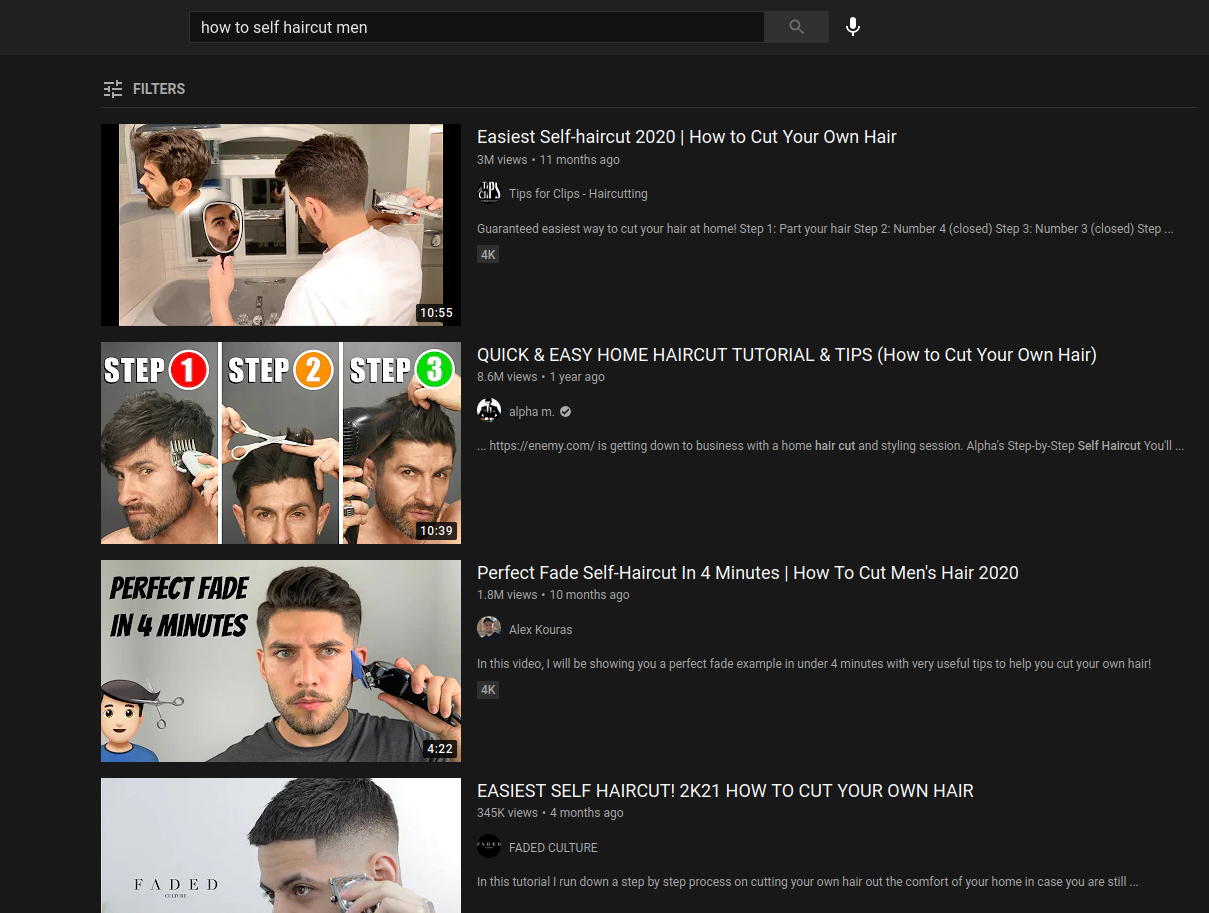 how to self haircut men
FILTERS
10:55
Easiest Self-haircut 2020 | How to Cut Your Own Hair
3M views • 11 months ago
Tips for Clips - Haircutting
Guaranteed easiest way to cut your hair at home! Step 1: Part your hair Step 2: Number 4 (closed) Step 3: Number 3 (closed) Step ...
4K
STEP 1 STEP 2 STEP 3
10:39
QUICK & EASY HOME HAIRCUT TUTORIAL & TIPS (How to Cut Your Own Hair)
8.6M views • 1 year ago
alpha m.
... https://enemy.com/ is getting down to business with a home hair cut and styling session. Alpha's Step-by-Step Self Haircut You'll ...
PERFECT FADE
IN 4 MINUTES
4:22
Perfect Fade Self-Haircut In 4 Minutes | How To Cut Men's Hair 2020
1.8M views • 10 months ago
Alex Kouras
In this video, I will be showing you a perfect fade example in under 4 minutes with very useful tips to help you cut your own hair!
4K
FADED
CULTURE
EASIEST SELF HAIRCUT! 2K21 HOW TO CUT YOUR OWN HAIR
345K views • 4 months ago
FADED
FADED CULTURE
In this tutorial I run down a step by step process on cutting your own hair out the comfort of your home in case you are still ...